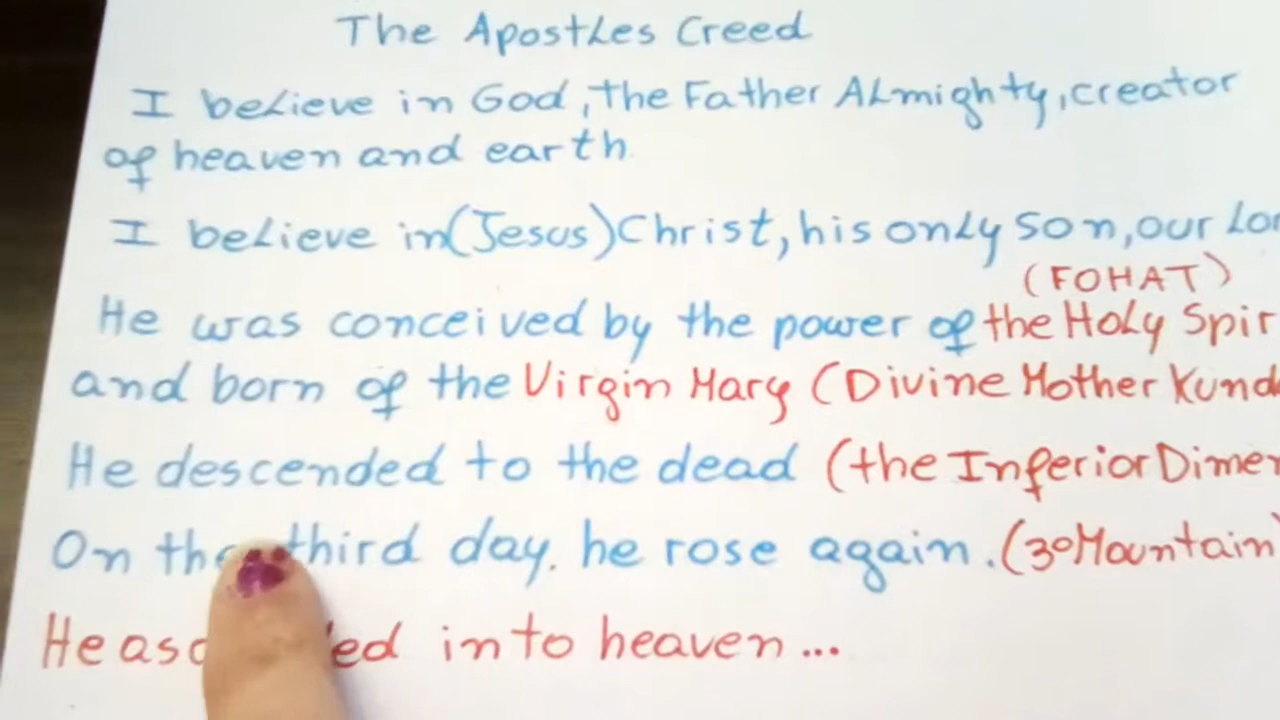 The Apostles Creed
I believe in God, the Father Almighty, creator
of heaven and earth.
I believe in (Jesus) Christ, his only Son, our
(FOHAT)
He was conceived by the power of the Holy
and born of the Virgin Mary (Divine Mother
He descended to the dead (the Inferior
On the third day. he rose again. (3º Mountain)
He into heaven...